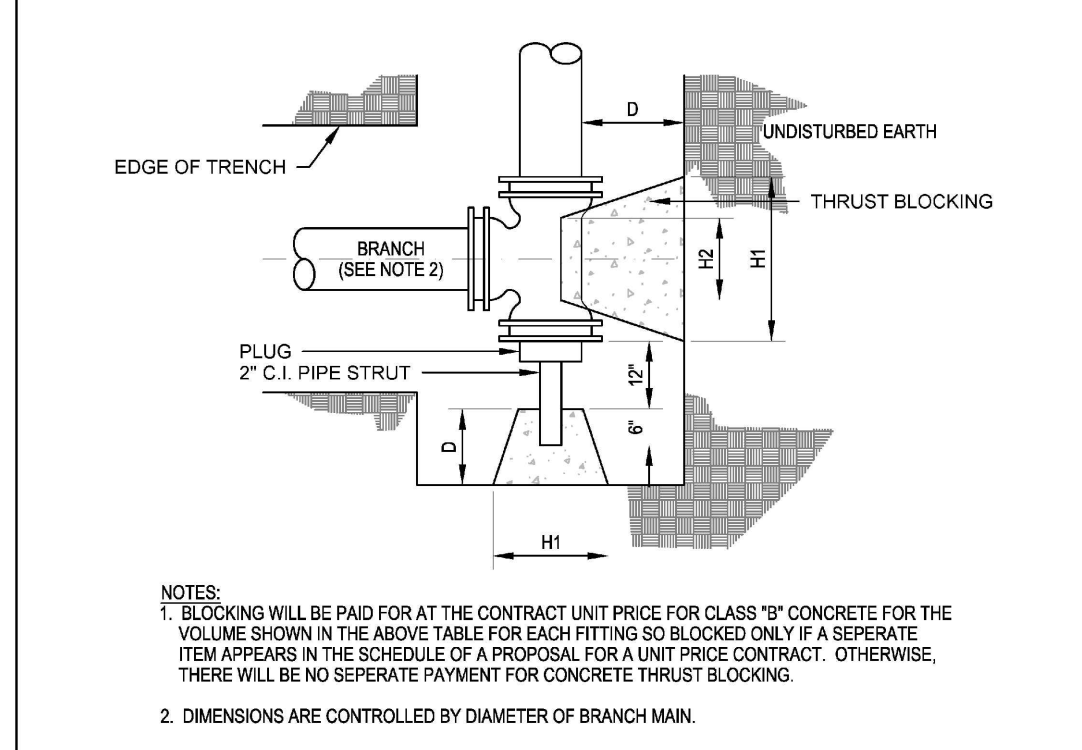 D
UNDISTURBED EARTH
EDGE OF TRENCH
THRUST BLOCKING
BRANCH
(SEE NOTE 2)
H2
H1
PLUG
2" C.I. PIPE STRUT
12"
6"
D
H1
NOTES:
1. BLOCKING WILL BE PAID FOR AT THE CONTRACT UNIT PRICE FOR CLASS "B" CONCRETE FOR THE
VOLUME SHOWN IN THE ABOVE TABLE FOR EACH FITTING SO BLOCKED ONLY IF A SEPERATE
ITEM APPEARS IN THE SCHEDULE OF A PROPOSAL FOR A UNIT PRICE CONTRACT. OTHERWISE,
THERE WILL BE NO SEPERATE PAYMENT FOR CONCRETE THRUST BLOCKING.
2. DIMENSIONS ARE CONTROLLED BY DIAMETER OF BRANCH MAIN.